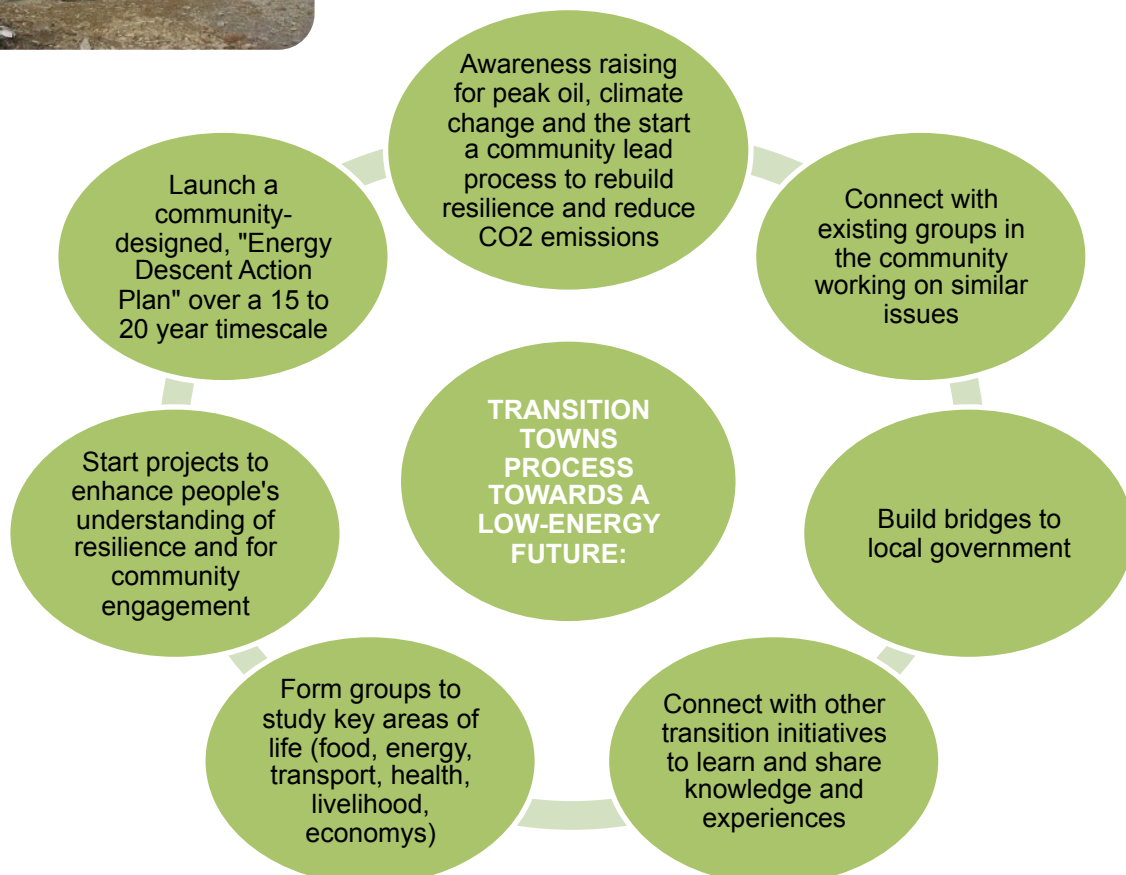 Awareness raising
for peak oil, climate
change and the start
a community lead
process to rebuild
resilience and reduce
CO2 emissions
Connect with
existing groups in
the community
working on similar
issues
Build bridges to
local government
Connect with other
transition initiatives
to learn and share
knowledge and
experiences
Form groups to
study key areas of
life (food, energy,
transport, health,
livelihood,
economys)
Start projects to
enhance people's
understanding of
resilience and for
community
engagement
Launch a
community-
designed, "Energy
Descent Action
Plan" over a 15 to
20 year timescale
TRANSITION
TOWNS
PROCESS
TOWARDS A
LOW-ENERGY
FUTURE: